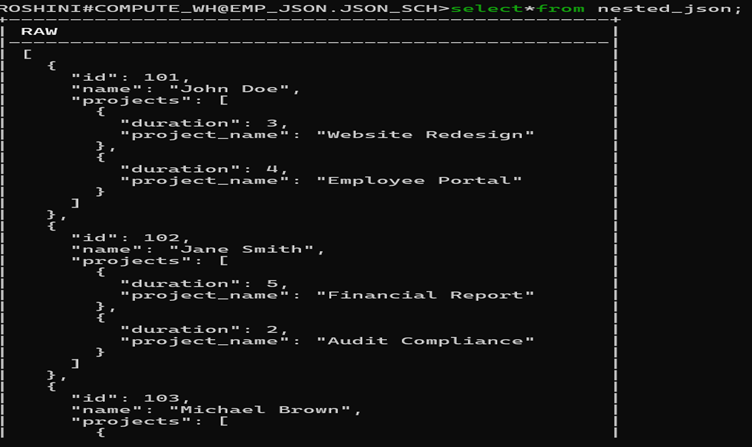 ROSHINI#COMPUTE_WH@EMP_JSON.JSON_SCH>select*from nested_json;
RAW
[
{
"id": 101,
"name": "John Doe",
"projects": [
{
"duration": 3,
"project_name": "Website Redesign"
},
{
"duration": 4,
"project_name": "Employee Portal"
}
]
},
{
"id": 102,
"name": "Jane Smith",
"projects": [
{
"duration": 5,
"project_name": "Financial Report"
},
{
"duration": 2,
"project_name": "Audit Compliance"
}
]
},
{
"id": 103,
"name": "Michael Brown",
"projects": [
{